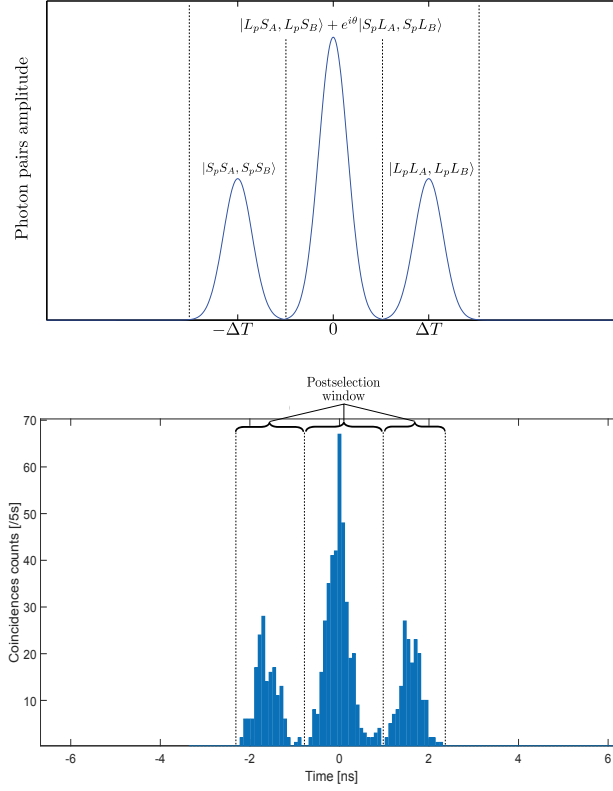 |L_pS_A, L_pS_B⟩ + e^{iθ}|S_pL_A, S_pL_B⟩
Photon pairs amplitude
|S_pS_A, S_pS_B⟩
|L_pL_A, L_pL_B⟩
−ΔT 0 ΔT
Postselection
window
Coincidences counts [/5s]
70
60
50
40
30
20
10
-6 -4 -2 0 2 4 6
Time [ns]